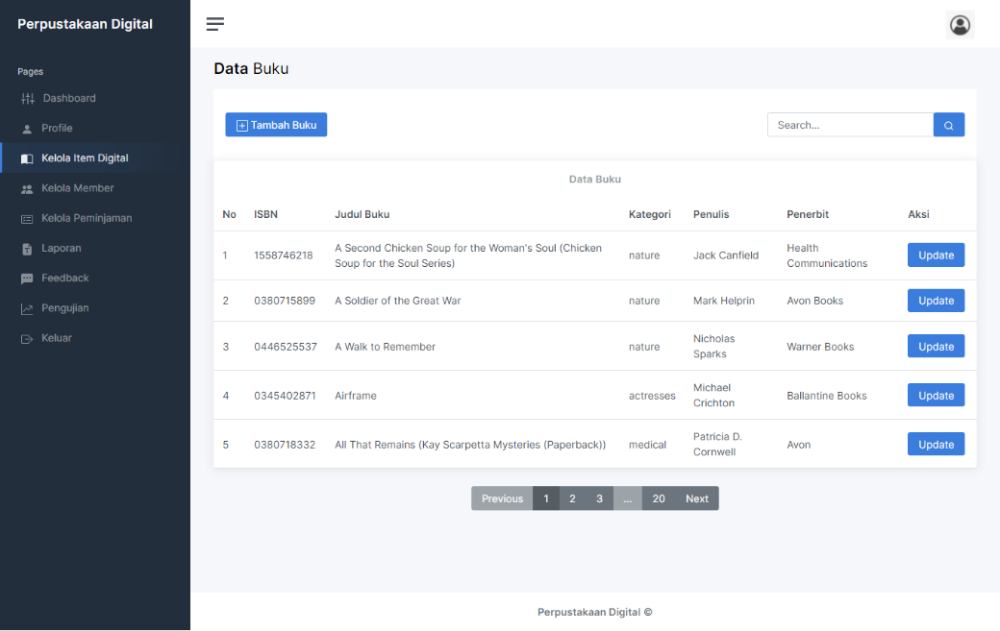 Perpustakaan Digital
Pages
Dashboard
Profile
Kelola Item Digital
Kelola Member
Kelola Peminjaman
Laporan
Feedback
Pengujian
Keluar
Data Buku
Tambah Buku
Search...
Data Buku
No ISBN Judul Buku Kategori Penulis Penerbit Aksi
1 1558746218 A Second Chicken Soup for the Woman's Soul (Chicken Soup for the Soul Series) nature Jack Canfield Health Communications Update
2 0380715899 A Soldier of the Great War nature Mark Helprin Avon Books Update
3 0446525537 A Walk to Remember nature Nicholas Sparks Warner Books Update
4 0345402871 Airframe actresses Michael Crichton Ballantine Books Update
5 0380718332 All That Remains (Kay Scarpetta Mysteries (Paperback)) medical Patricia D. Cornwell Avon Update
Previous 1 2 3 ... 20 Next
Perpustakaan Digital ©